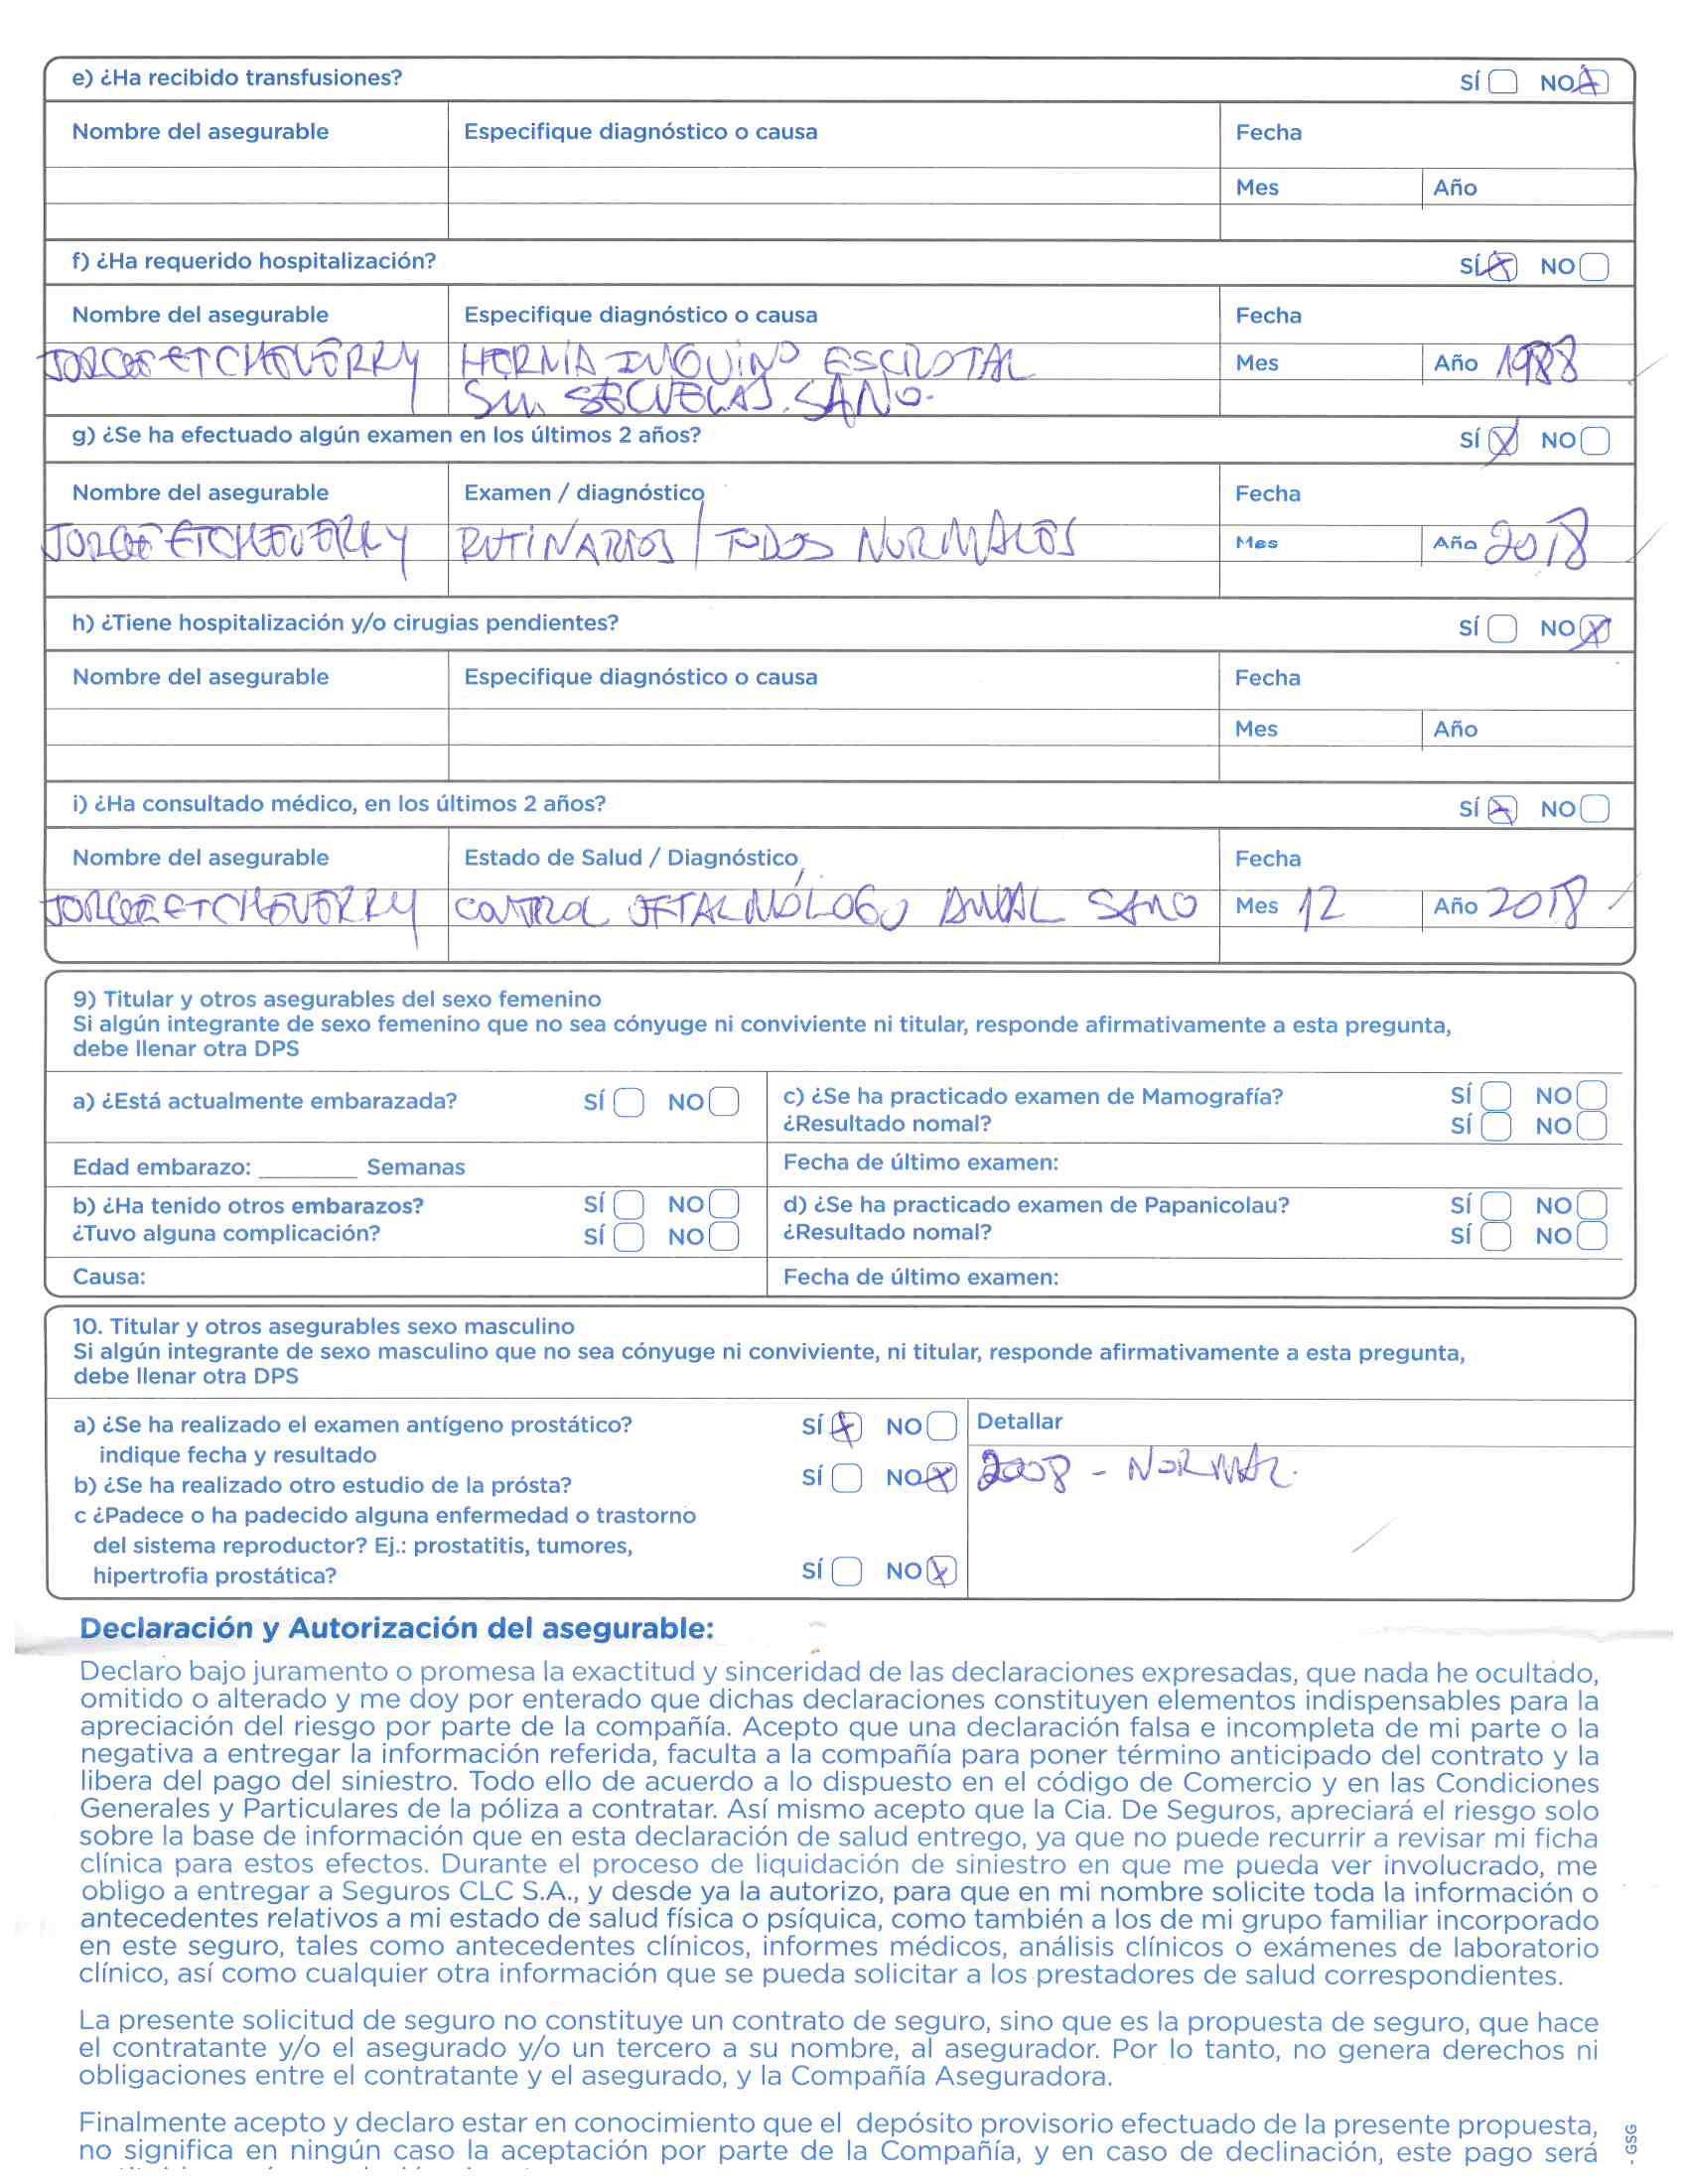 e) ¿Ha recibido transfusiones? SÍ NO
Nombre del asegurable Especifique diagnóstico o causa Fecha
Mes Año
f) ¿Ha requerido hospitalización? SÍ NO
Nombre del asegurable Especifique diagnóstico o causa Fecha
JORGE ETCHEVERRY HERNIA INGUINO ESCROTAL Mes Año 1988
Sin SECUELAS. SANO.
g) ¿Se ha efectuado algún examen en los últimos 2 años? SÍ NO
Nombre del asegurable Examen / diagnóstico Fecha
JORGE ETCHEVERRY RUTINARIOS / TODOS NORMALES Mes Año 2018
h) ¿Tiene hospitalización y/o cirugias pendientes? SÍ NO
Nombre del asegurable Especifique diagnóstico o causa Fecha
Mes Año
i) ¿Ha consultado médico, en los últimos 2 años? SÍ NO
Nombre del asegurable Estado de Salud / Diagnóstico Fecha
JORGE ETCHEVERRY CONTROL OFTALMÓLOGO ANUAL SANO Mes 12 Año 2018
9) Titular y otros asegurables del sexo femenino
Si algún integrante de sexo femenino que no sea cónyuge ni conviviente ni titular, responde afirmativamente a esta pregunta,
debe llenar otra DPS
a) ¿Está actualmente embarazada? SÍ NO
Edad embarazo: ________ Semanas
b) ¿Ha tenido otros embarazos? SÍ NO
¿Tuvo alguna complicación? SÍ NO
Causa:
c) ¿Se ha practicado examen de Mamografía? SÍ NO
¿Resultado nomal? SÍ NO
Fecha de último examen:
d) ¿Se ha practicado examen de Papanicolau? SÍ NO
¿Resultado nomal? SÍ NO
Fecha de último examen:
10. Titular y otros asegurables sexo masculino
Si algún integrante de sexo masculino que no sea cónyuge ni conviviente, ni titular, responde afirmativamente a esta pregunta,
debe llenar otra DPS
a) ¿Se ha realizado el examen antígeno prostático? SÍ NO
indique fecha y resultado
b) ¿Se ha realizado otro estudio de la prósta? SÍ NO
c ¿Padece o ha padecido alguna enfermedad o trastorno
del sistema reproductor? Ej.: prostatitis, tumores,
hipertrofia prostática? SÍ NO
Detallar
2008 - NORMAL.
Declaración y Autorización del asegurable:
Declaro bajo juramento o promesa la exactitud y sinceridad de las declaraciones expresadas, que nada he ocultado,
omitido o alterado y me doy por enterado que dichas declaraciones constituyen elementos indispensables para la
apreciación del riesgo por parte de la compañía. Acepto que una declaración falsa e incompleta de mi parte o la
negativa a entregar la información referida, faculta a la compañía para poner término anticipado del contrato y la
libera del pago del siniestro. Todo ello de acuerdo a lo dispuesto en el código de Comercio y en las Condiciones
Generales y Particulares de la póliza a contratar. Así mismo acepto que la Cia. De Seguros, apreciará el riesgo solo
sobre la base de información que en esta declaración de salud entrego, ya que no puede recurrir a revisar mi ficha
clínica para estos efectos. Durante el proceso de liquidación de siniestro en que me pueda ver involucrado, me
obligo a entregar a Seguros CLC S.A., y desde ya la autorizo, para que en mi nombre solicite toda la información o
antecedentes relativos a mi estado de salud física o psíquica, como también a los de mi grupo familiar incorporado
en este seguro, tales como antecedentes clínicos, informes médicos, análisis clínicos o exámenes de laboratorio
clínico, así como cualquier otra información que se pueda solicitar a los prestadores de salud correspondientes.
La presente solicitud de seguro no constituye un contrato de seguro, sino que es la propuesta de seguro, que hace
el contratante y/o el asegurado y/o un tercero a su nombre, al asegurador. Por lo tanto, no genera derechos ni
obligaciones entre el contratante y el asegurado, y la Compañía Aseguradora.
Finalmente acepto y declaro estar en conocimiento que el depósito provisorio efectuado de la presente propuesta,
no significa en ningún caso la aceptación por parte de la Compañía, y en caso de declinación, este pago será
- GSG